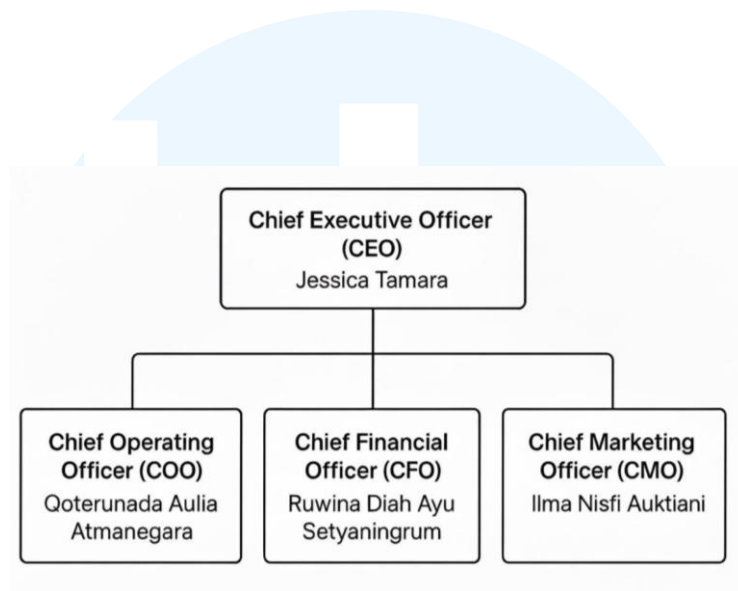 Chief Executive Officer
(CEO)
Jessica Tamara
Chief Operating
Officer (COO)
Qoterunada Aulia
Atmanegara
Chief Financial
Officer (CFO)
Ruwina Diah Ayu
Setyaningrum
Chief Marketing
Officer (CMO)
Ilma Nisfi Auktiani